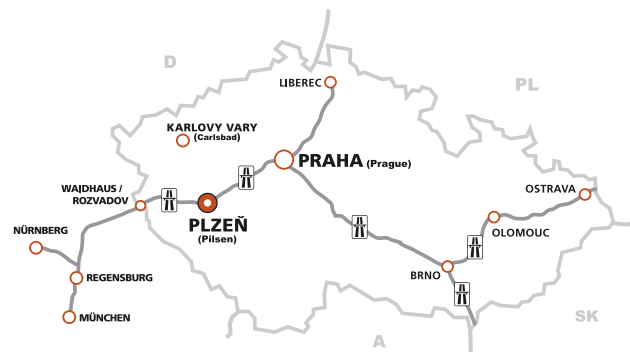 D
LIBEREC
PL
KARLOVY VARY
(Carlsbad)
PRAHA (Prague)
WAIDHAUS /
ROZVADOV
OSTRAVA
PLZEŇ
(Pilsen)
NÜRNBERG
OLOMOUC
REGENSBURG
BRNO
MÜNCHEN
SK
A